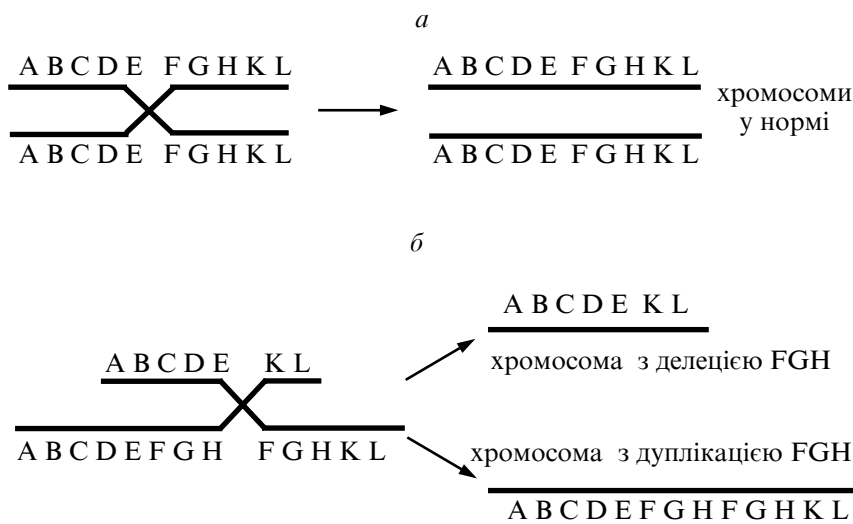 а
A B C D E F G H K L
A B C D E F G H K L
A B C D E F G H K L
A B C D E F G H K L
хромосоми
у нормі
б
A B C D E K L
A B C D E F G H F G H K L
A B C D E K L
хромосома з делецією FGH
хромосома з дуплікацією FGH
A B C D E F G H F G H K L